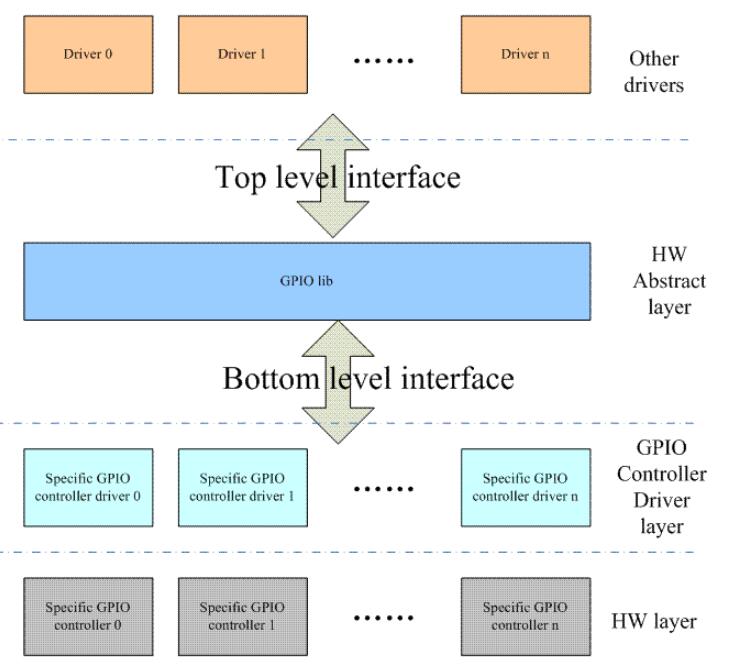 Driver 0
Driver 1
......
Driver n
Other
drivers
Top level interface
GPIO lib
HW
Abstract
layer
Bottom level interface
Specific GPIO
controller driver 0
Specific GPIO
controller driver 1
......
Specific GPIO
controller driver n
GPIO
Controller
Driver
layer
Specific GPIO
controller 0
Specific GPIO
controller 1
......
Specific GPIO
controller n
HW layer